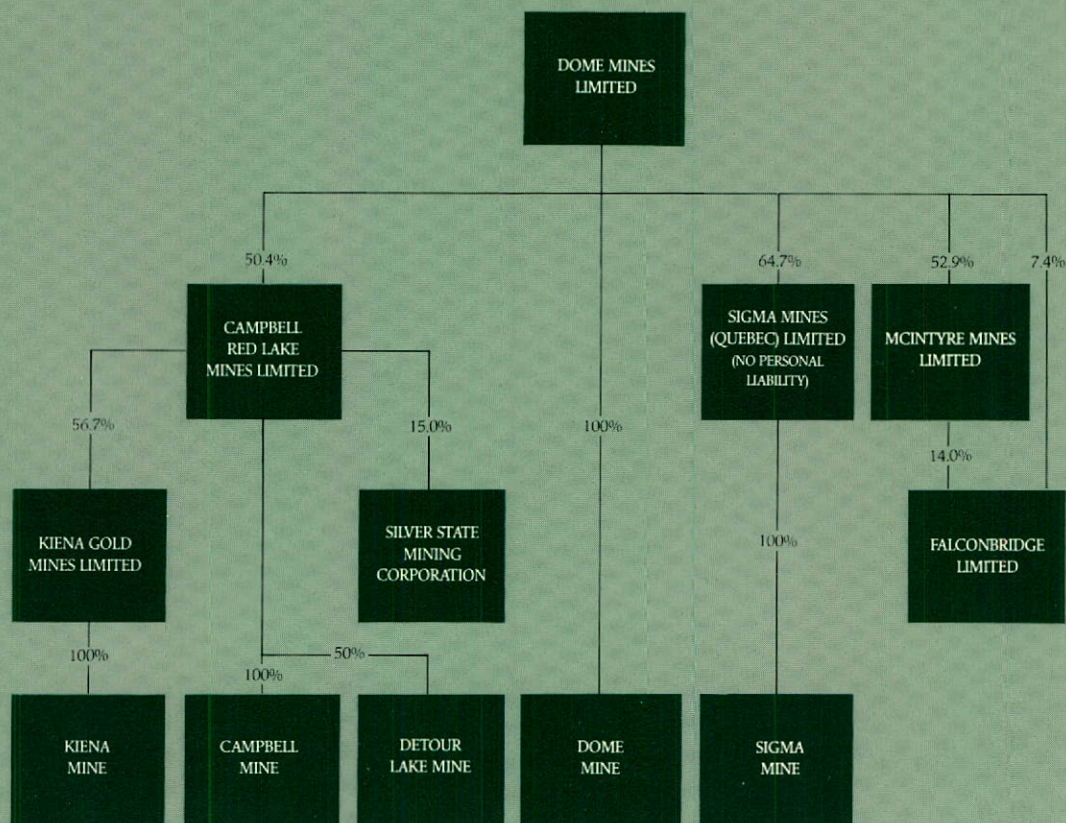 DOME MINES
LIMITED
50.4%
64.7%
52.9%
7.4%
CAMPBELL
RED LAKE
MINES LIMITED
SIGMA MINES
(QUEBEC) LIMITED
(NO PERSONAL
LIABILITY)
MCINTYRE MINES
LIMITED
56.7%
15.0%
100%
14.0%
KIENA GOLD
MINES LIMITED
SILVER STATE
MINING
CORPORATION
100%
FALCONBRIDGE
LIMITED
100%
100%
50%
KIENA
MINE
CAMPBELL
MINE
DETOUR
LAKE MINE
DOME
MINE
SIGMA
MINE